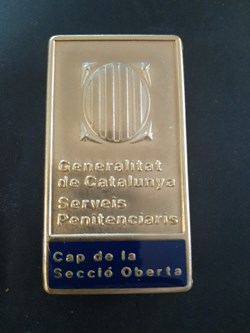 Generalitat
de Catalunya
Serveis
Penitenciaris
Cap de la
Secció Oberta